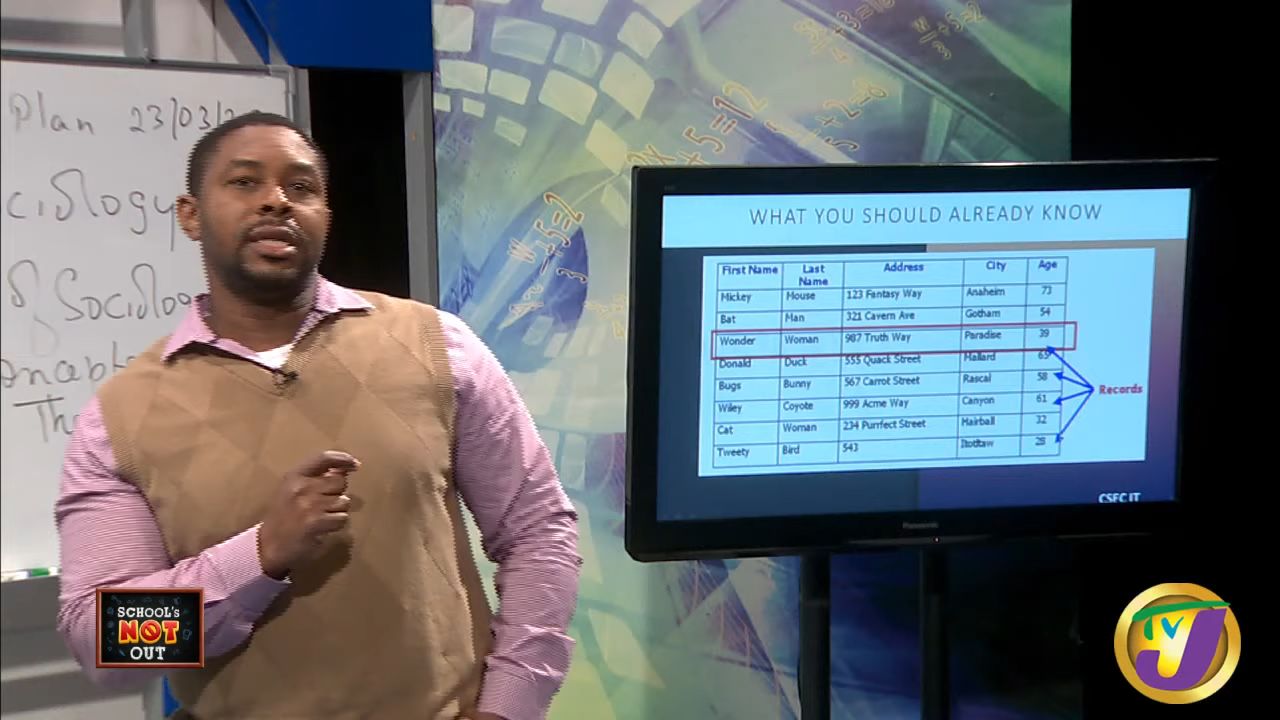 Plan 23/03/2
ciology
of Sociolo
Th
WHAT YOU SHOULD ALREADY KNOW
First Name Last Name Address City Age
Mickey Mouse 123 Fantasy Way Anaheim 73
Bat Man 321 Cavern Ave Gotham 54
Wonder Woman 987 Truth Way Paradise 39
Donald Duck 555 Quack Street Mallard 65
Bugs Bunny 567 Carrot Street Rascal 58
Wiley Coyote 999 Acme Way Canyon 61
Cat Woman 234 Purrfect Street Hairball 32
Tweety Bird 543 28
Records
CSEC IT
Panasonic
SCHOOL'S
NOT
OUT
TVJ